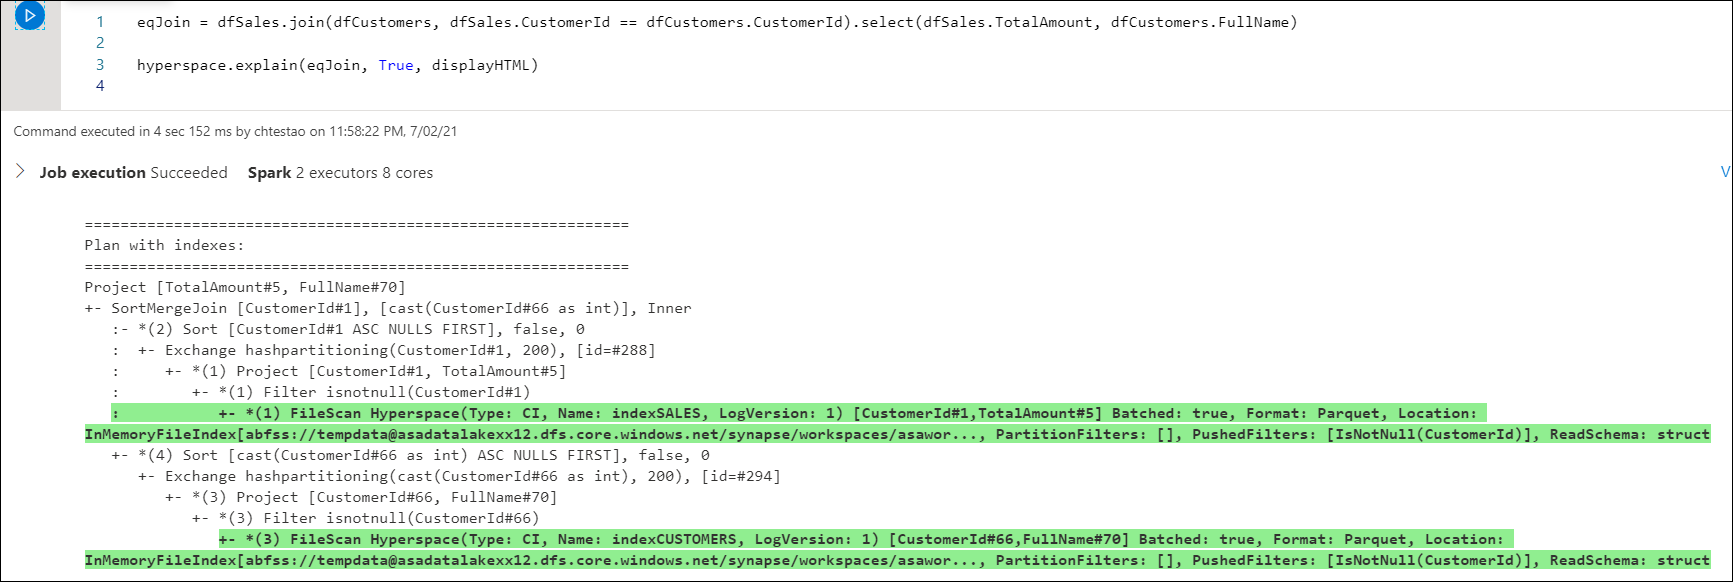 1 eqJoin = dfSales.join(dfCustomers, dfSales.CustomerId == dfCustomers.CustomerId).select(dfSales.TotalAmount, dfCustomers.FullName)
2
3 hyperspace.explain(eqJoin, True, displayHTML)
4
Command executed in 4 sec 152 ms by chtestao on 11:58:22 PM, 7/02/21
Job execution Succeeded Spark 2 executors 8 cores V
=============================================================
Plan with indexes:
=============================================================
Project [TotalAmount#5, FullName#70]
+- SortMergeJoin [CustomerId#1], [cast(CustomerId#66 as int)], Inner
   :- *(2) Sort [CustomerId#1 ASC NULLS FIRST], false, 0
   :  +- Exchange hashpartitioning(CustomerId#1, 200), [id=#288]
   :     +- *(1) Project [CustomerId#1, TotalAmount#5]
   :        +- *(1) Filter isnotnull(CustomerId#1)
   :           +- *(1) FileScan Hyperspace(Type: CI, Name: indexSALES, LogVersion: 1) [CustomerId#1,TotalAmount#5] Batched: true, Format: Parquet, Location:
InMemoryFileIndex[abfss://tempdata@asadatalakexx12.dfs.core.windows.net/synapse/workspaces/asawor..., PartitionFilters: [], PushedFilters: [IsNotNull(CustomerId)], ReadSchema: struct
   +- *(4) Sort [cast(CustomerId#66 as int) ASC NULLS FIRST], false, 0
      +- Exchange hashpartitioning(cast(CustomerId#66 as int), 200), [id=#294]
         +- *(3) Project [CustomerId#66, FullName#70]
            +- *(3) Filter isnotnull(CustomerId#66)
               +- *(3) FileScan Hyperspace(Type: CI, Name: indexCUSTOMERS, LogVersion: 1) [CustomerId#66,FullName#70] Batched: true, Format: Parquet, Location:
InMemoryFileIndex[abfss://tempdata@asadatalakexx12.dfs.core.windows.net/synapse/workspaces/asawor..., PartitionFilters: [], PushedFilters: [IsNotNull(CustomerId)], ReadSchema: struct